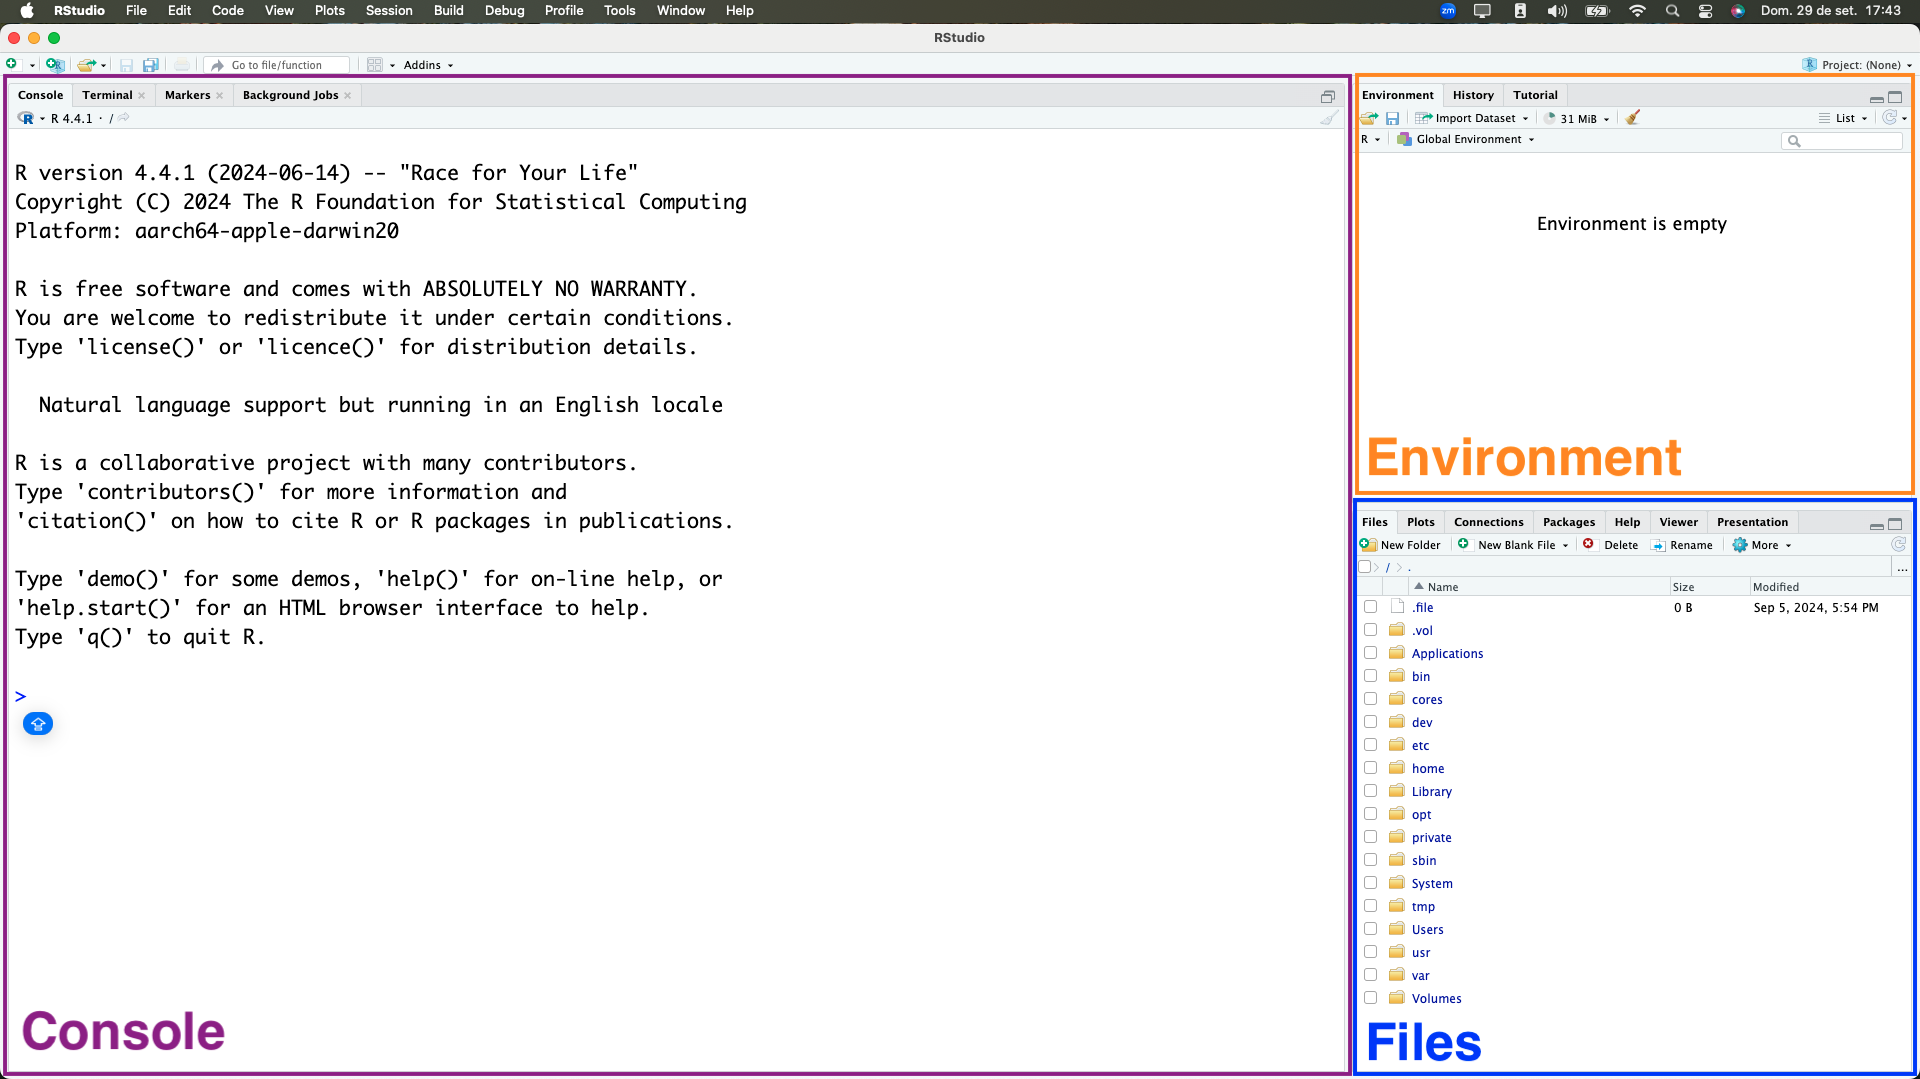 RStudio File Edit Code View Plots Session Build Debug Profile Tools Window Help zm Dom. 29 de set. 17:43
RStudio
Go to file/function Addins Project: (None)
Console Terminal Markers Background Jobs
R 4.4.1 · /
R version 4.4.1 (2024-06-14) -- "Race for Your Life"
Copyright (C) 2024 The R Foundation for Statistical Computing
Platform: aarch64-apple-darwin20
R is free software and comes with ABSOLUTELY NO WARRANTY.
You are welcome to redistribute it under certain conditions.
Type 'license()' or 'licence()' for distribution details.
Natural language support but running in an English locale
R is a collaborative project with many contributors.
Type 'contributors()' for more information and
'citation()' on how to cite R or R packages in publications.
Type 'demo()' for some demos, 'help()' for on-line help, or
'help.start()' for an HTML browser interface to help.
Type 'q()' to quit R.
>
Console
Environment History Tutorial
Import Dataset 31 MiB List
R Global Environment
Environment is empty
Environment
Files Plots Connections Packages Help Viewer Presentation
New Folder New Blank File Delete Rename More
/ > . ...
Name Size Modified
.file 0 B Sep 5, 2024, 5:54 PM
.vol
Applications
bin
cores
dev
etc
home
Library
opt
private
sbin
System
tmp
Users
usr
var
Volumes
Files